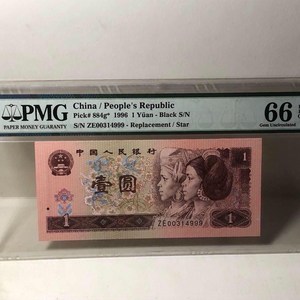 PMG
PAPER MONEY GUARANTY
China / People's Republic
Pick# 884g* 1996 1 Yüan - Black S/N
S/N ZE00314999 - Replacement / Star
66
Gem Uncirculated
中国人民银行
1
壹圆
1
ZE00314999